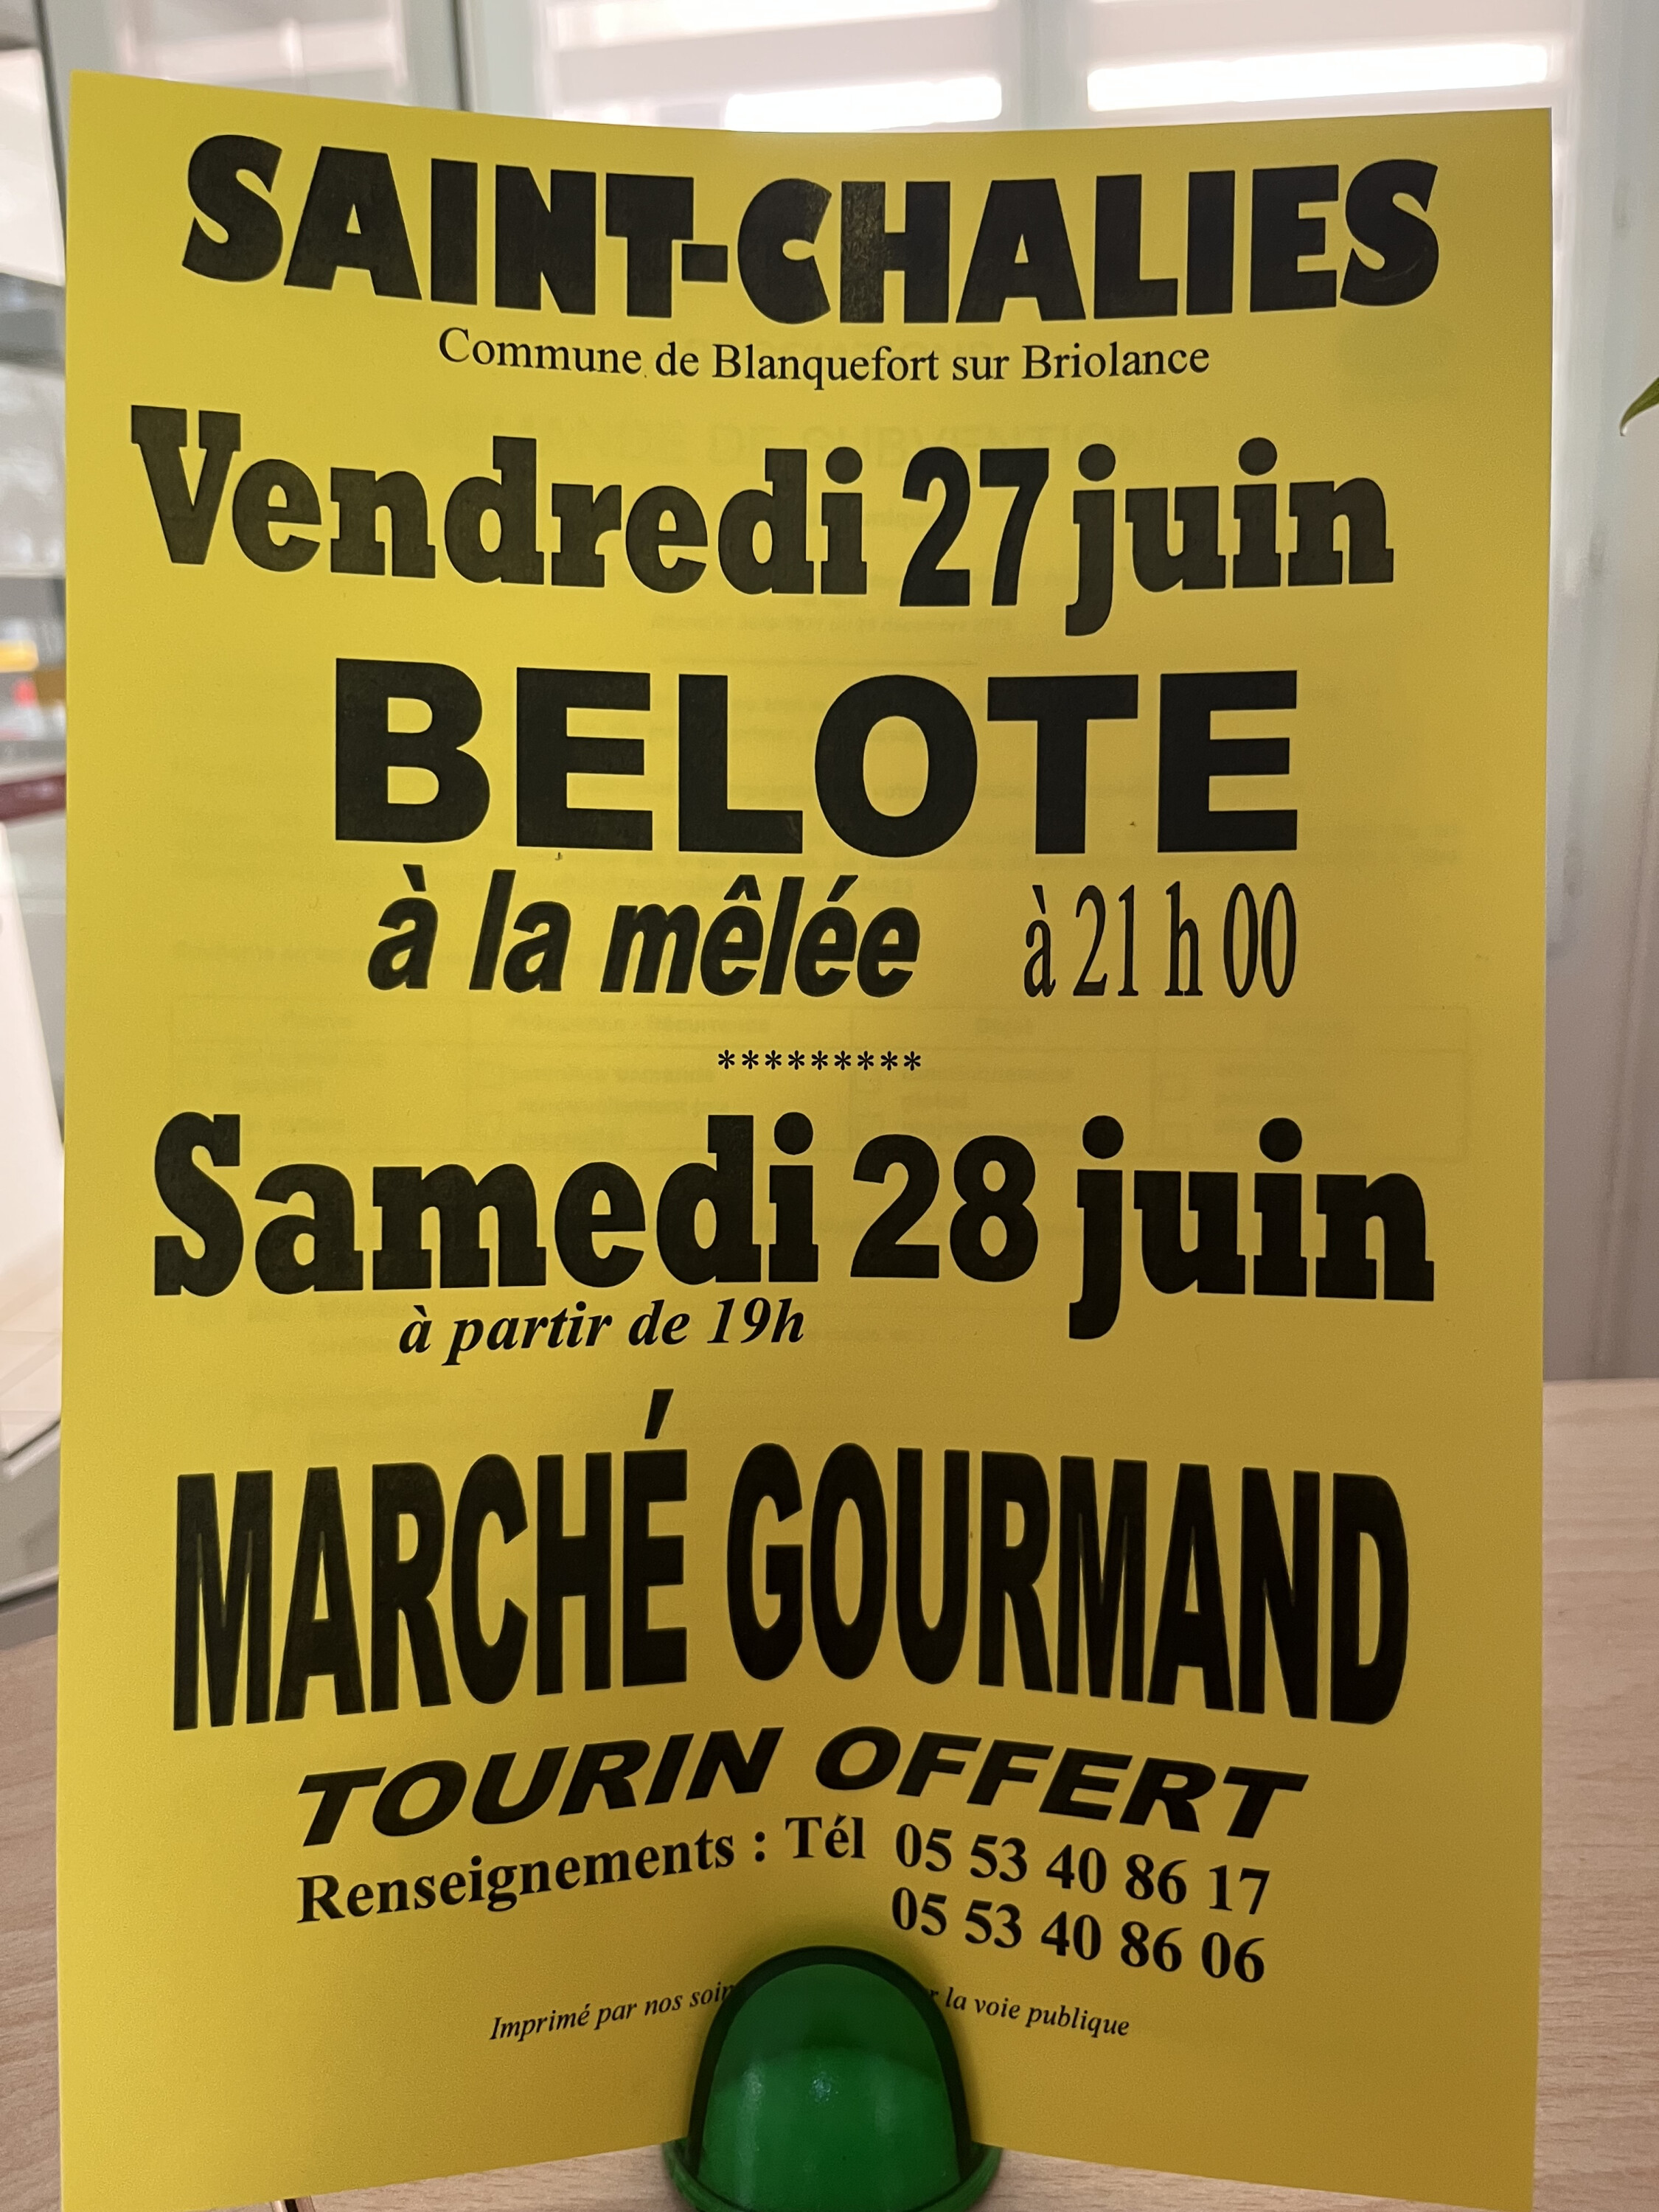 SAINT-CHALIES
Commune de Blanquefort sur Briolance
Vendredi 27 juin
BELOTE
à la mêlée à 21 h 00
*********
Samedi 28 juin
à partir de 19h
MARCHÉ GOURMAND
TOURIN OFFERT
Renseignements : Tél 05 53 40 86 17
05 53 40 86 06
Imprimé par nos la voie publique